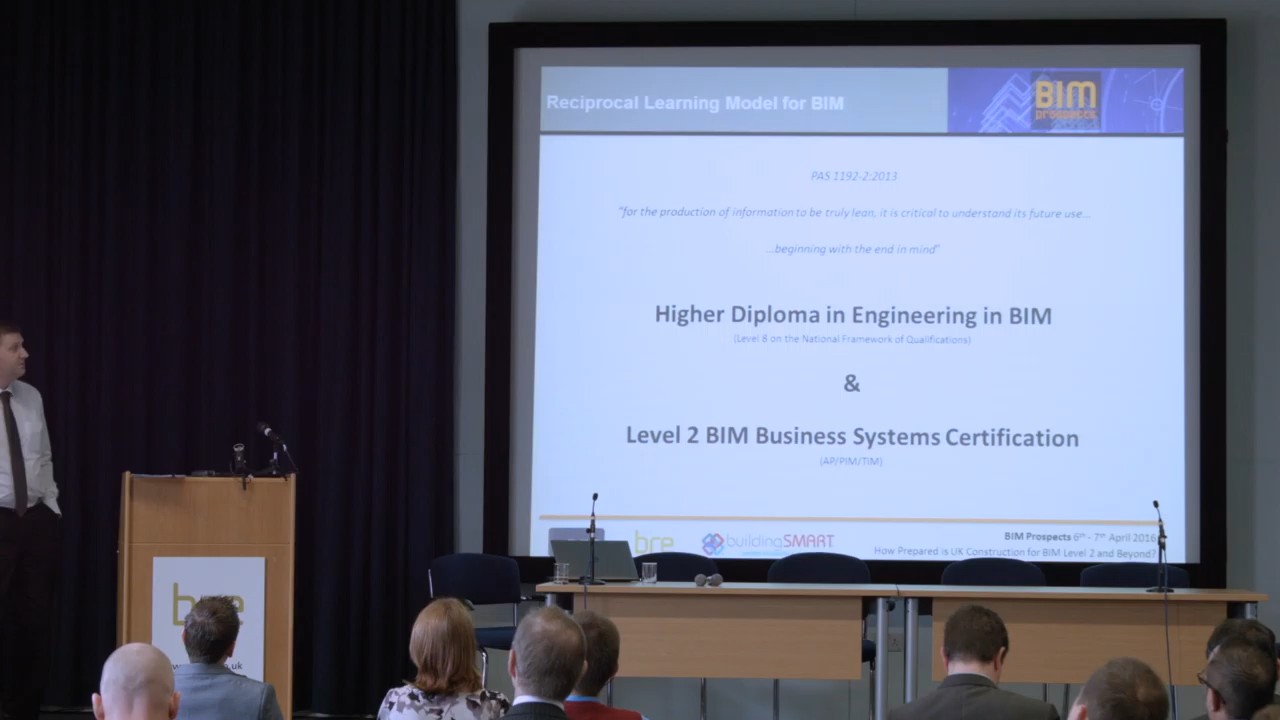 Reciprocal Learning Model for BIM
BIM
prospects
PAS 1192-2:2013
"for the production of information to be truly lean, it is critical to understand its future use...
...beginning with the end in mind"
Higher Diploma in Engineering in BIM
(Level 8 on the National Framework of Qualifications)
&
Level 2 BIM Business Systems Certification
(AP/PIM/TIM)
bre
buildingSMART
BIM Prospects 6th - 7th April 2016
How Prepared is UK Construction for BIM Level 2 and Beyond?
bre